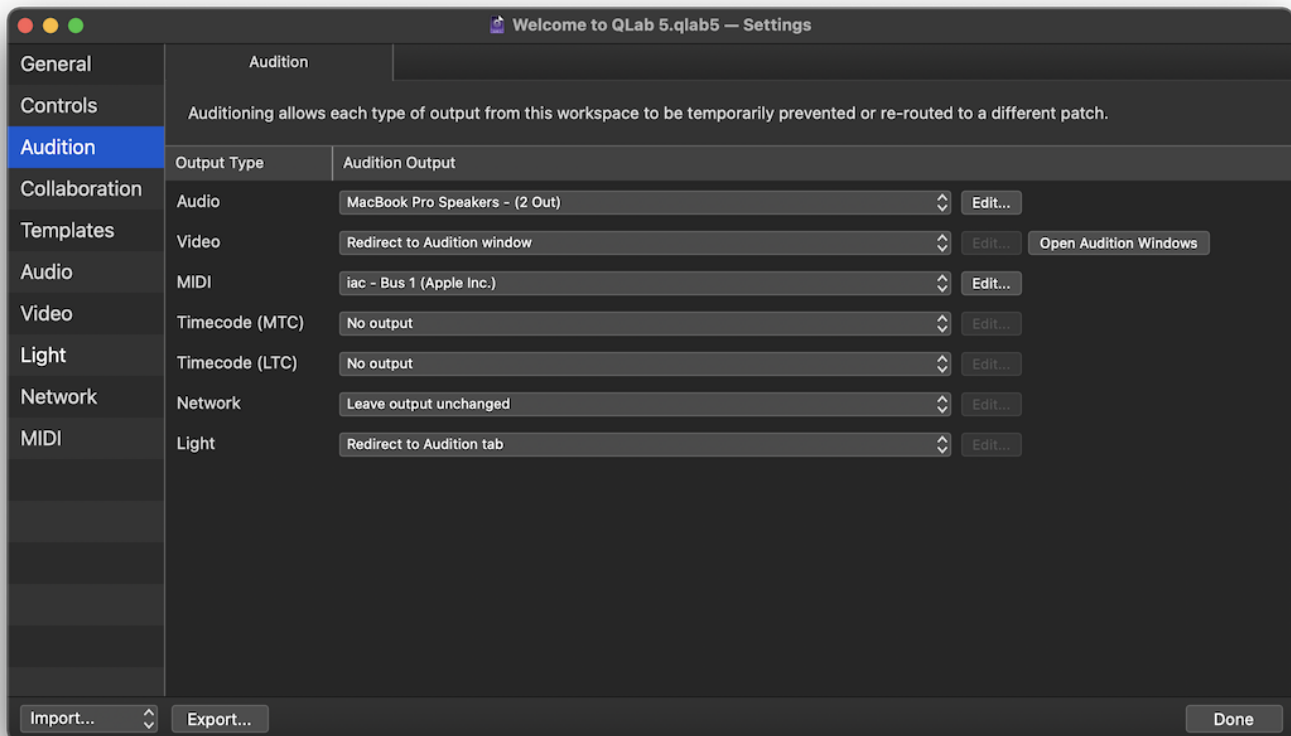 Welcome to QLab 5.qlab5 — Settings
General
Controls
Audition
Collaboration
Templates
Audio
Video
Light
Network
MIDI
Audition
Auditioning allows each type of output from this workspace to be temporarily prevented or re-routed to a different patch.
Output Type Audition Output
Audio MacBook Pro Speakers - (2 Out) Edit...
Video Redirect to Audition window Edit... Open Audition Windows
MIDI iac - Bus 1 (Apple Inc.) Edit...
Timecode (MTC) No output Edit...
Timecode (LTC) No output Edit...
Network Leave output unchanged Edit...
Light Redirect to Audition tab Edit...
Import... Export... Done